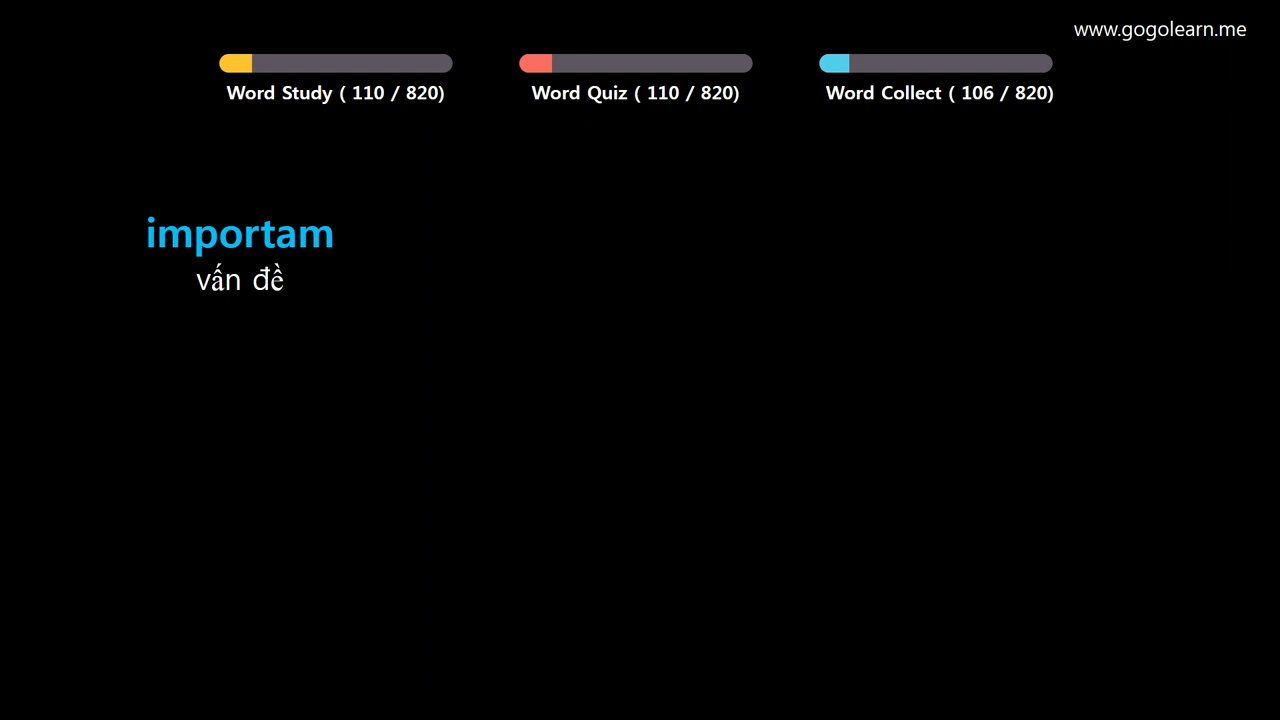 www.gogolearn.me
Word Study ( 110 / 820)
Word Quiz ( 110 / 820)
Word Collect ( 106 / 820)
importam
vấn đề